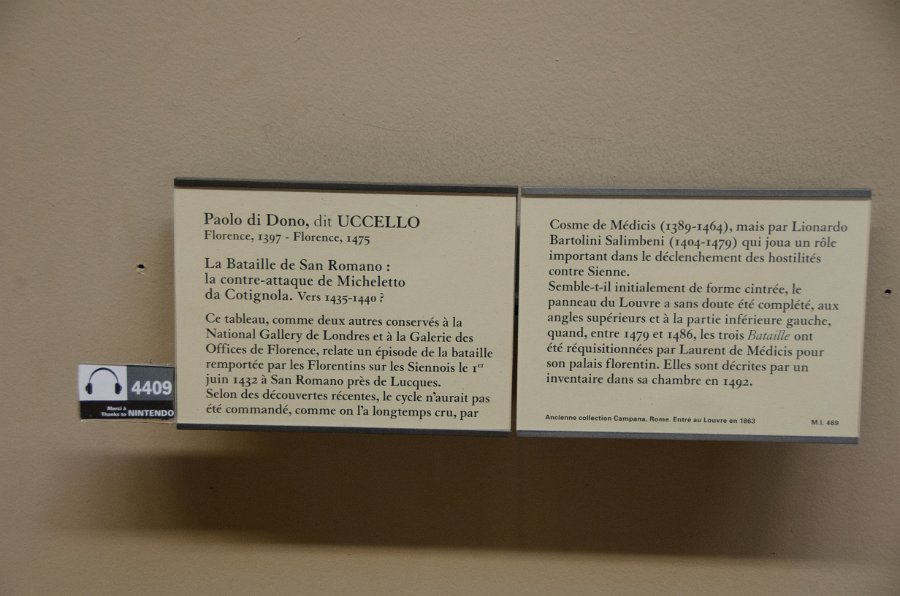 Paolo di Dono, dit UCCELLO
Florence, 1397 - Florence, 1475
La Bataille de San Romano :
la contre-attaque de Micheletto
da Cotignola. Vers 1435-1440 ?
Ce tableau, comme deux autres conservés à la
National Gallery de Londres et à la Galerie des
Offices de Florence, relate un épisode de la bataille
remportée par les Florentins sur les Siennois le 1er
juin 1432 à San Romano près de Lucques.
Selon des découvertes récentes, le cycle n'aurait pas
été commandé, comme on l'a longtemps cru, par
Cosme de Médicis (1389-1464), mais par Lionardo
Bartolini Salimbeni (1404-1479) qui joua un rôle
important dans le déclenchement des hostilités
contre Sienne.
Semble-t-il initialement de forme cintrée, le
panneau du Louvre a sans doute été complété, aux
angles supérieurs et à la partie inférieure gauche,
quand, entre 1479 et 1486, les trois Bataille ont
été réquisitionnées par Laurent de Médicis pour
son palais florentin. Elles sont décrites par un
inventaire dans sa chambre en 1492.
Ancienne collection Campana, Rome. Entré au Louvre en 1863
M.I. 469
4409
Merci à
Thanks to NINTENDO